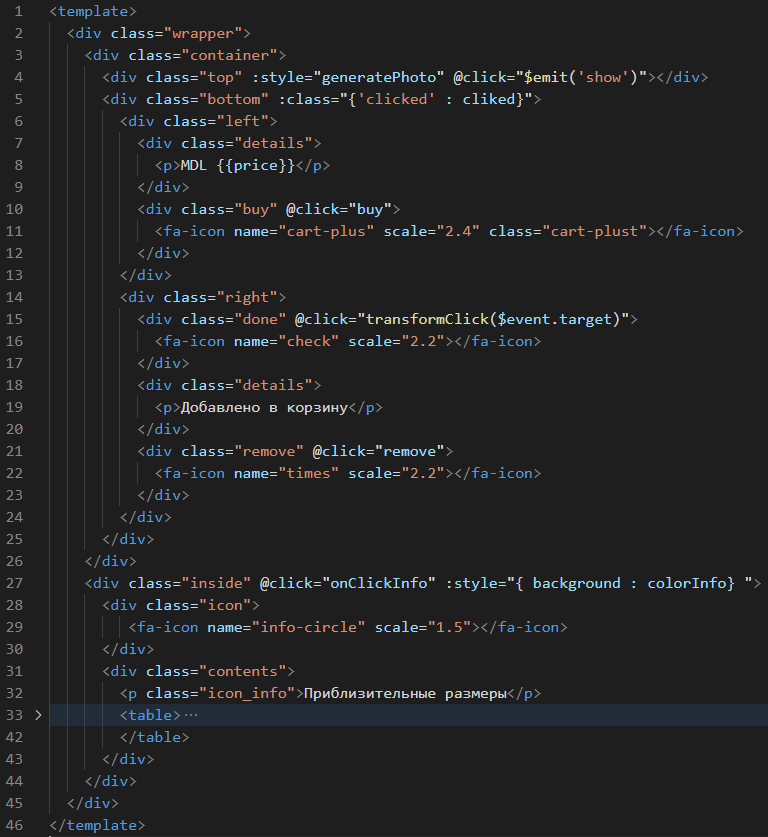 1 <template>
2 <div class="wrapper">
3 <div class="container">
4 <div class="top" :style="generatePhoto" @click="$emit('show')"></div>
5 <div class="bottom" :class="{'clicked' : cliked}">
6 <div class="left">
7 <div class="details">
8 <p>MDL {{price}}</p>
9 </div>
10 <div class="buy" @click="buy">
11 <fa-icon name="cart-plus" scale="2.4" class="cart-plust"></fa-icon>
12 </div>
13 </div>
14 <div class="right">
15 <div class="done" @click="transformClick($event.target)">
16 <fa-icon name="check" scale="2.2"></fa-icon>
17 </div>
18 <div class="details">
19 <p>Добавлено в корзину</p>
20 </div>
21 <div class="remove" @click="remove">
22 <fa-icon name="times" scale="2.2"></fa-icon>
23 </div>
24 </div>
25 </div>
26 </div>
27 <div class="inside" @click="onClickInfo" :style="{ background : colorInfo} ">
28 <div class="icon">
29 <fa-icon name="info-circle" scale="1.5"></fa-icon>
30 </div>
31 <div class="contents">
32 <p class="icon_info">Приблизительные размеры</p>
33 <table>…
42 </table>
43 </div>
44 </div>
45 </div>
46 </template>